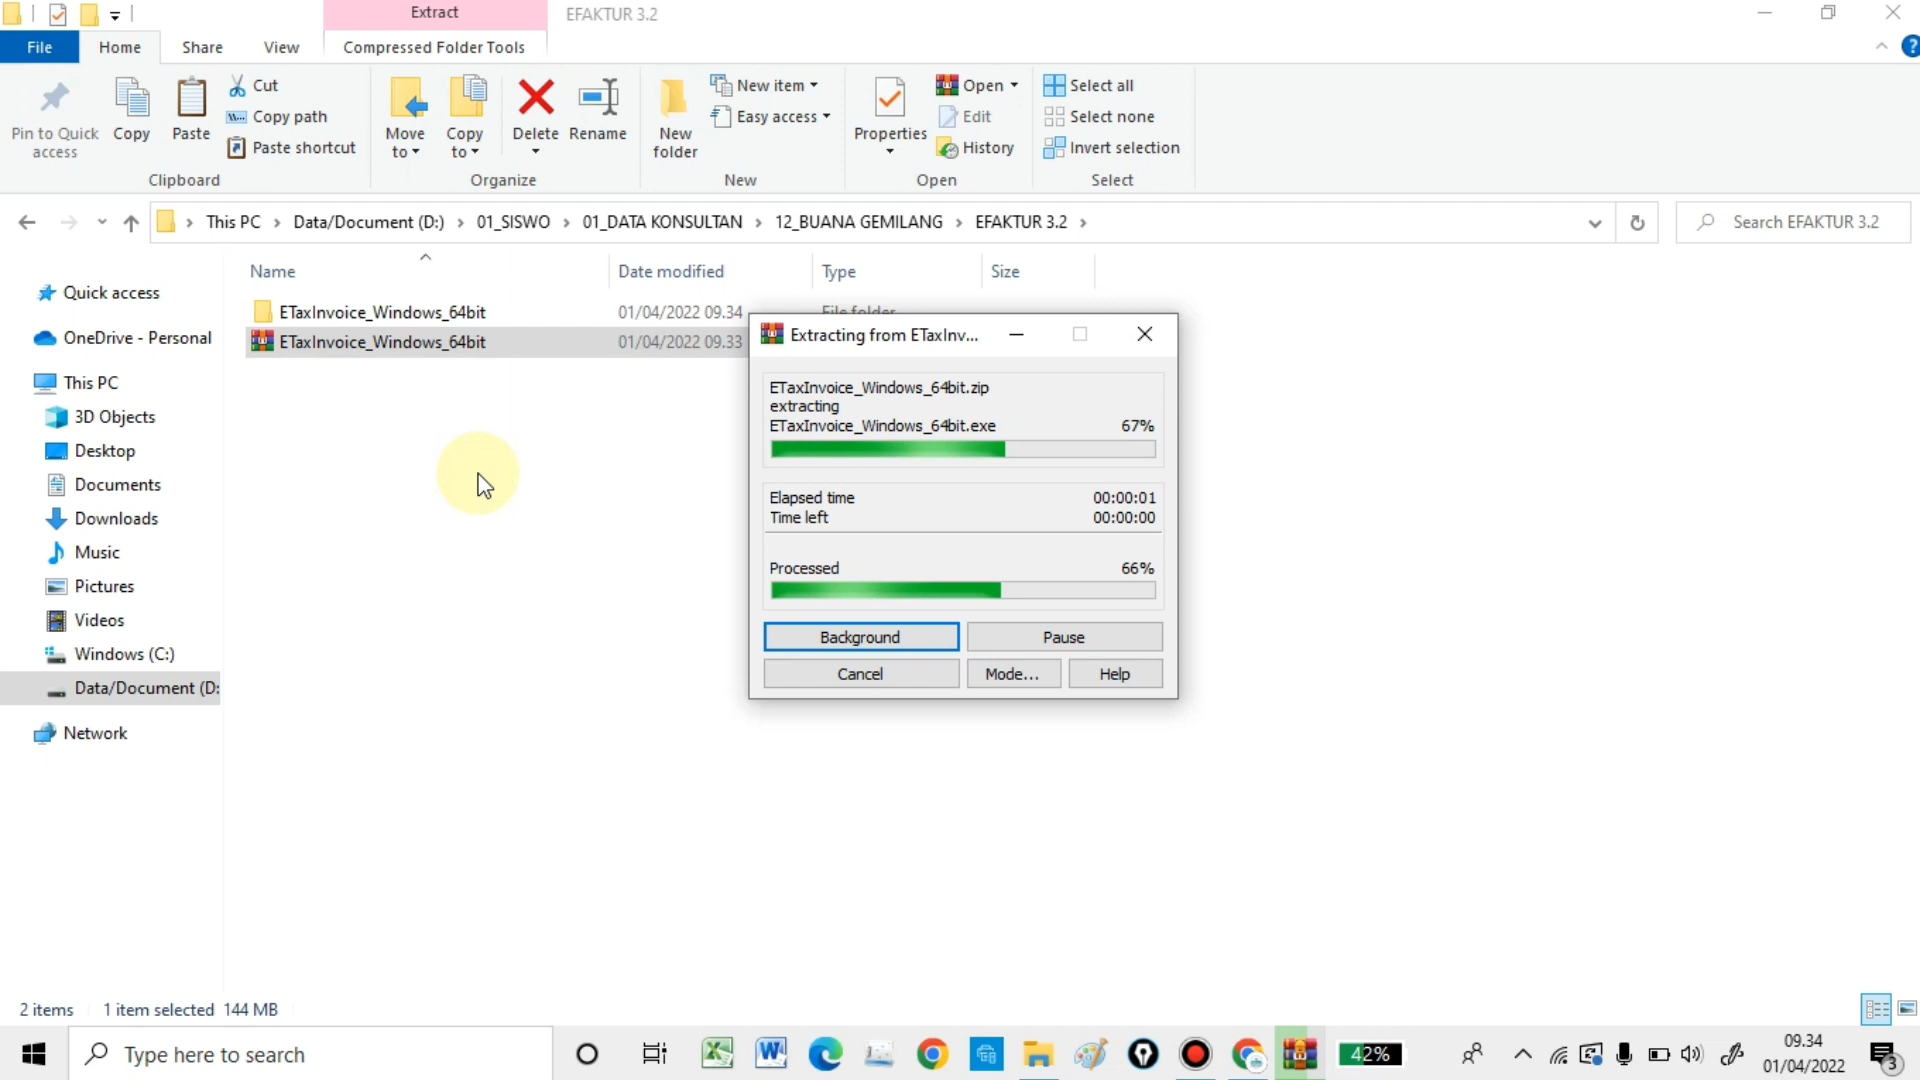 Extract
EFAKTUR 3.2
File
Home
Share
View
Compressed Folder Tools
Pin to Quick access
Copy
Paste
Cut
Copy path
Paste shortcut
Clipboard
Move to
Copy to
Delete
Rename
Organize
New folder
New item
Easy access
New
Properties
Open
Edit
History
Open
Select all
Select none
Invert selection
Select
This PC > Data/Document (D:) > 01_SISWO > 01_DATA KONSULTAN > 12_BUANA GEMILANG > EFAKTUR 3.2 >
Search EFAKTUR 3.2
Name
Date modified
Type
Size
ETaxInvoice_Windows_64bit
01/04/2022 09.34
File folder
ETaxInvoice_Windows_64bit
01/04/2022 09.33
Quick access
OneDrive - Personal
This PC
3D Objects
Desktop
Documents
Downloads
Music
Pictures
Videos
Windows (C:)
Data/Document (D:
Network
Extracting from ETaxInv...
ETaxInvoice_Windows_64bit.zip
extracting
ETaxInvoice_Windows_64bit.exe 67%
Elapsed time 00:00:01
Time left 00:00:00
Processed 66%
Background
Pause
Cancel
Mode...
Help
2 items
1 item selected 144 MB
Type here to search
42%
09.34
01/04/2022
3